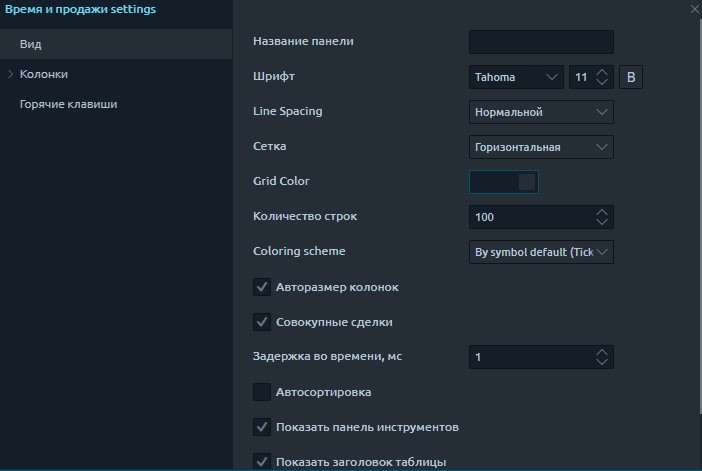 Время и продажи settings
Вид
Колонки
Горячие клавиши
Название панели
Шрифт Tahoma 11 B
Line Spacing Нормальной
Сетка Горизонтальная
Grid Color
Количество строк 100
Coloring scheme By symbol default (Tick
Авторазмер колонок
Совокупные сделки
Задержка во времени, мс 1
Автосортировка
Показать панель инструментов
Показать заголовок таблицы